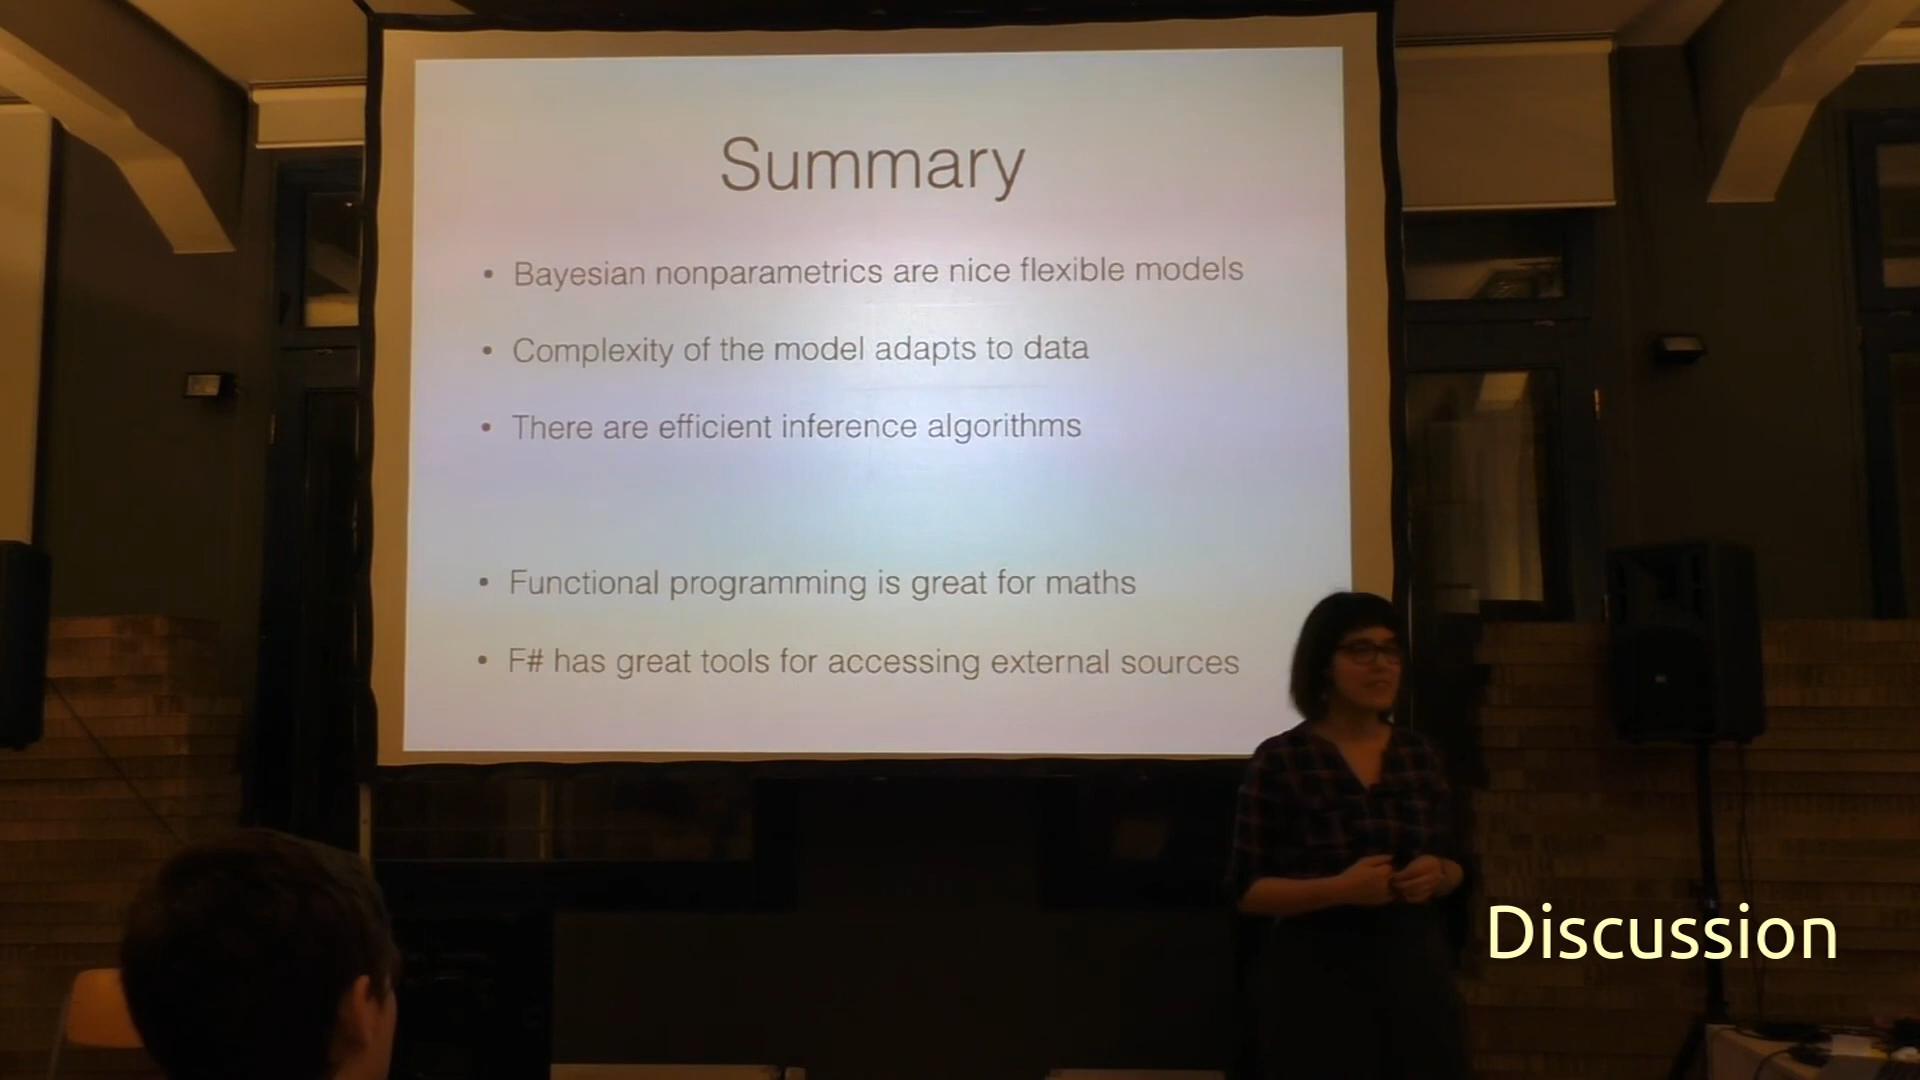 Summary
• Bayesian nonparametrics are nice flexible models
• Complexity of the model adapts to data
• There are efficient inference algorithms
• Functional programming is great for maths
• F# has great tools for accessing external sources
Discussion